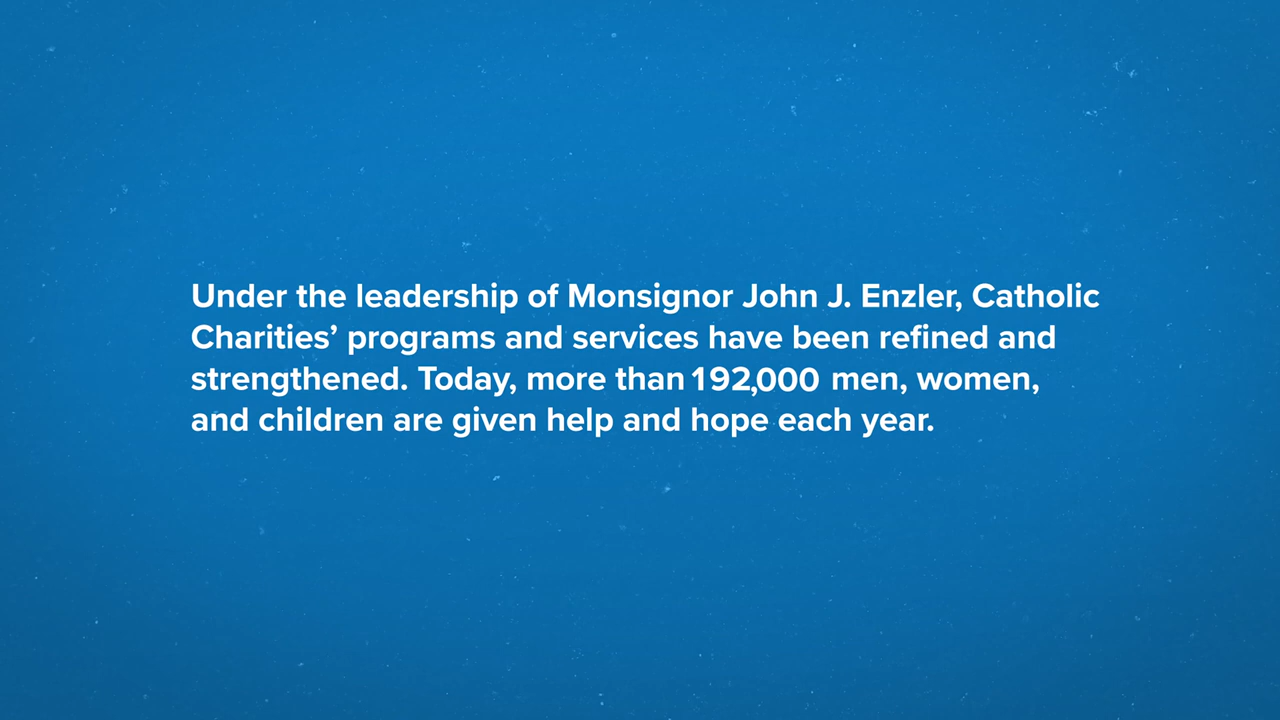 Under the leadership of Monsignor John J. Enzler, Catholic
Charities’ programs and services have been refined and
strengthened. Today, more than 192,000 men, women,
and children are given help and hope each year.